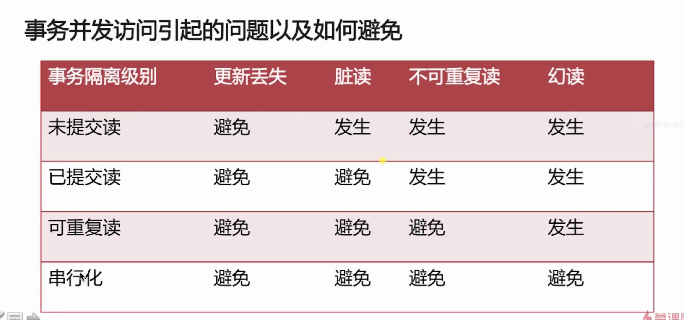 事务并发访问引起的问题以及如何避免
事务隔离级别 更新丢失 脏读 不可重复读 幻读
未提交读 避免 发生 发生 发生
已提交读 避免 避免 发生 发生
可重复读 避免 避免 避免 发生
串行化 避免 避免 避免 避免